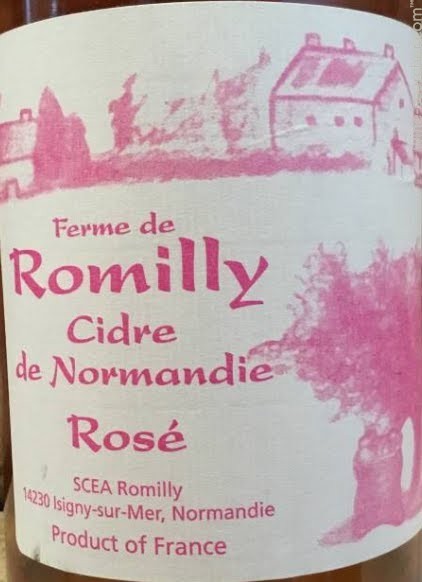 Ferme de
Romilly
Cidre
de Normandie
Rosé
SCEA Romilly
14230 Isigny-sur-Mer, Normandie
Product of France